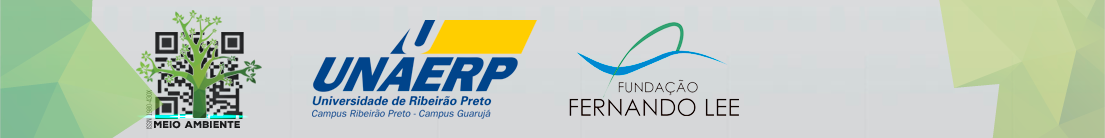 MEIO AMBIENTE
UNAERP
Universidade de Ribeirão Preto
Campus Ribeirão Preto - Campus Guarujá
FUNDAÇÃO
FERNANDO LEE